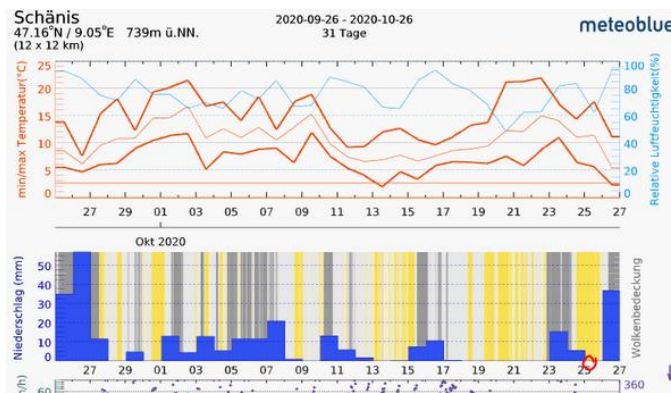 Schänis
47.16°N / 9.05°E   739m ü.NN.
(12 x 12 km)
2020-09-26 - 2020-10-26
31 Tage
meteoblue
min/max Temperatur(°C)
25
20
15
10
5
0
Relative Luftfeuchtigkeit(%)
100
80
60
40
20
0
27 29 01 03 05 07 09 11 13 15 17 19 21 23 25 27
Okt 2020
Niederschlag (mm)
50
40
30
20
10
0
Wolkenbedeckung
27 29 01 03 05 07 09 11 13 15 17 19 21 23 25 27
/h)
60
360